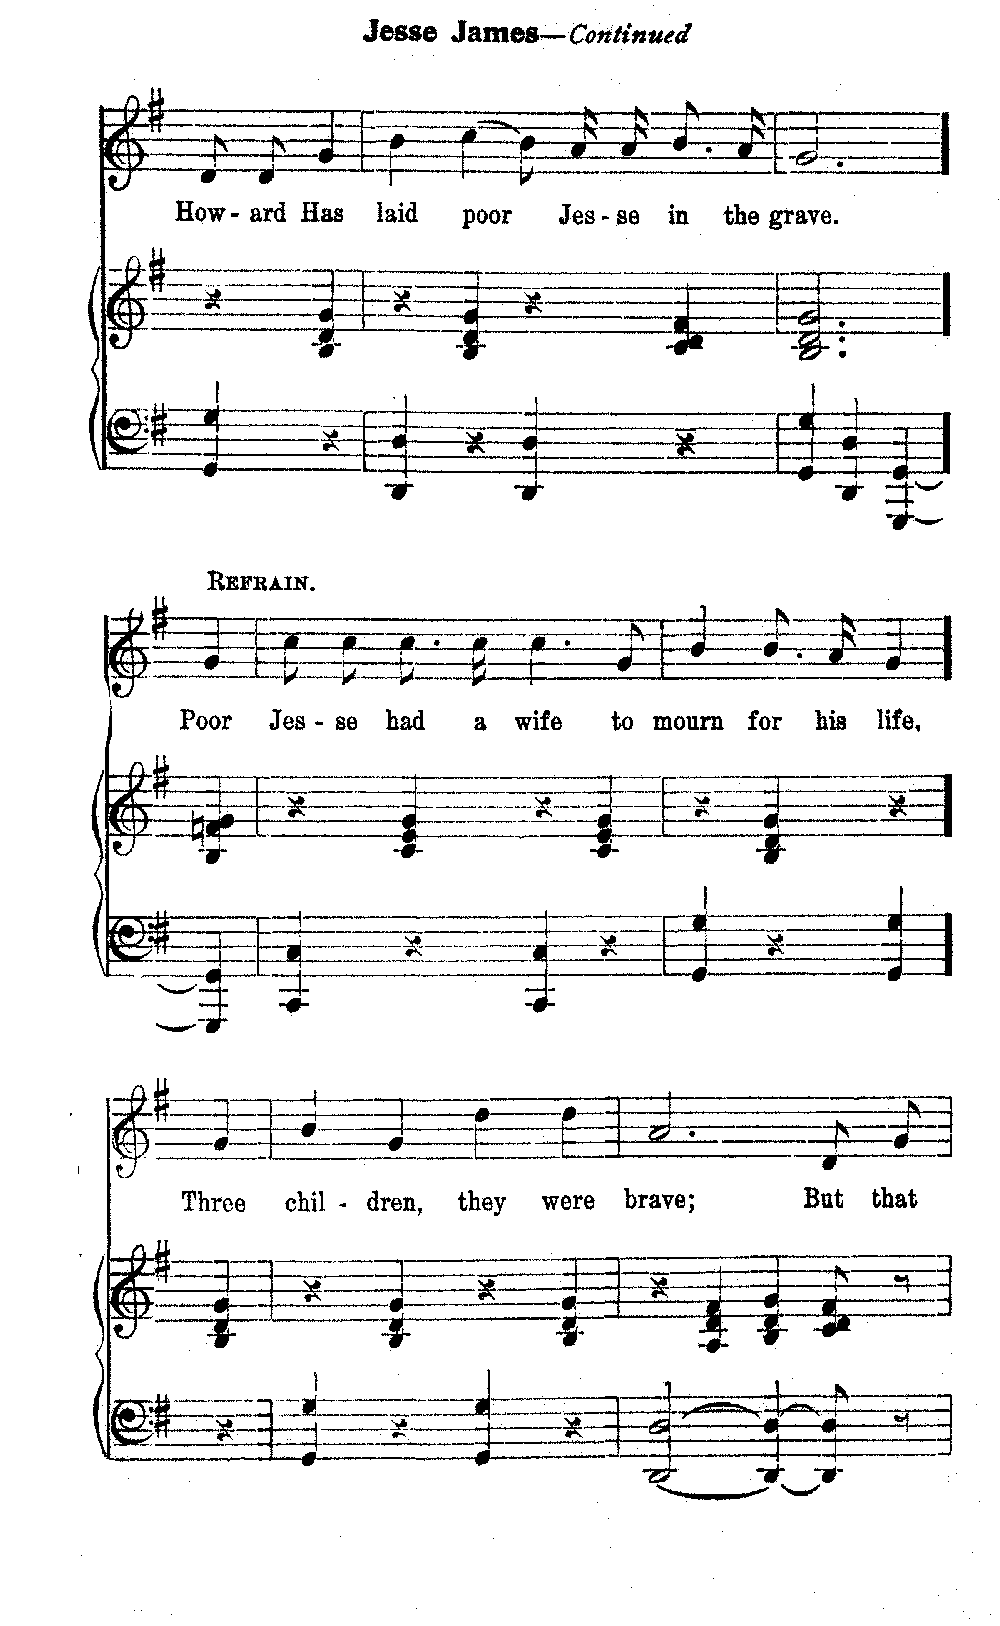 Jesse James—Continued
How - ard Has laid poor Jes - se in the grave.
REFRAIN.
Poor Jes - se had a wife to mourn for his life,
Three chil - dren, they were brave; But that